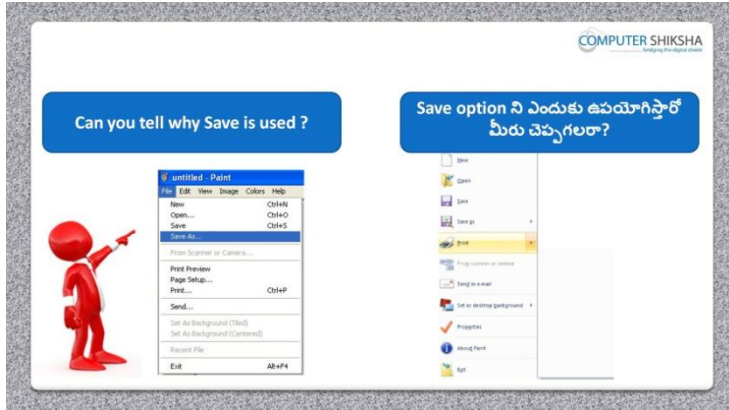 COMPUTER SHIKSHA
bridging the digital divide
Can you tell why Save is used ?
Save option ని ఎందుకు ఉపయోగిస్తారో
మీరు చెప్పగలరా?
untitled - Paint
File Edit View Image Colors Help
New Ctrl+N
Open... Ctrl+O
Save Ctrl+S
Save As...
From Scanner or Camera...
Print Preview
Page Setup...
Print... Ctrl+P
Send...
Set As Background (Tiled)
Set As Background (Centered)
Recent File
Exit Alt+F4
New
Open
Save
Save as
Print
From scanner or camera
Send in e-mail
Set as desktop background
Properties
About Paint
Exit